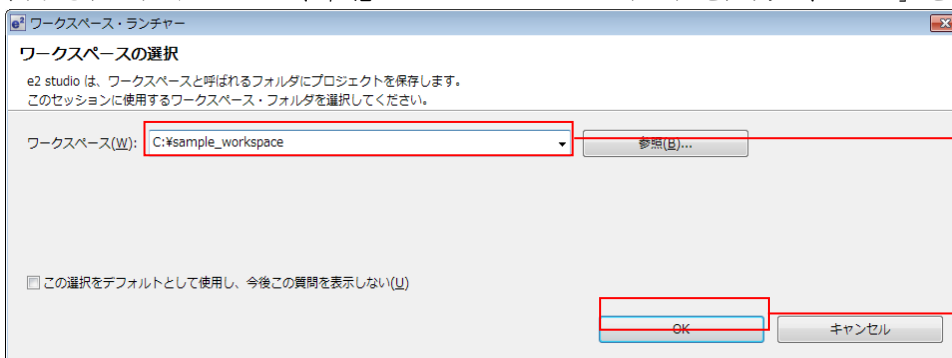 e² ワークスペース・ランチャー
ワークスペースの選択
e2 studio は、ワークスペースと呼ばれるフォルダにプロジェクトを保存します。
このセッションに使用するワークスペース・フォルダを選択してください。
ワークスペース(W): C:¥sample_workspace 参照(B)...
この選択をデフォルトとして使用し、今後この質問を表示しない(U)
OK キャンセル